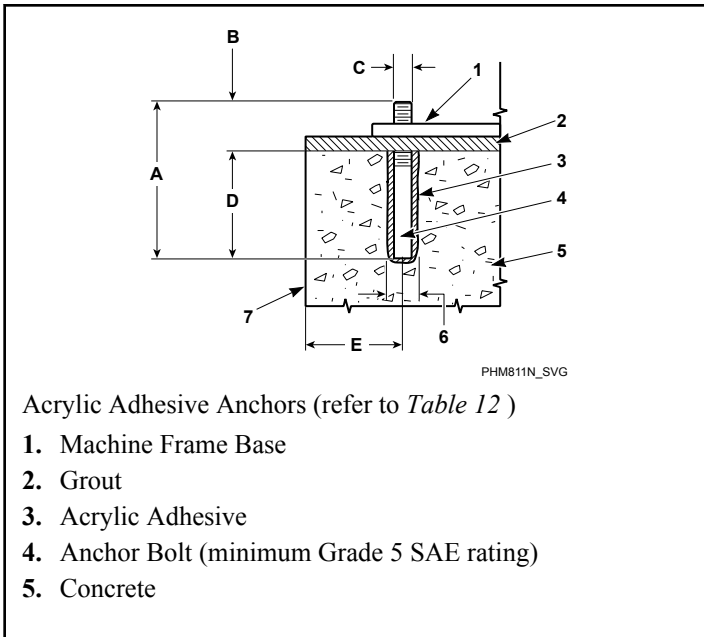 B
C
1
2
A
3
D
4
5
7
6
E
PHM811N_SVG
Acrylic Adhesive Anchors (refer to Table 12 )
1. Machine Frame Base
2. Grout
3. Acrylic Adhesive
4. Anchor Bolt (minimum Grade 5 SAE rating)
5. Concrete